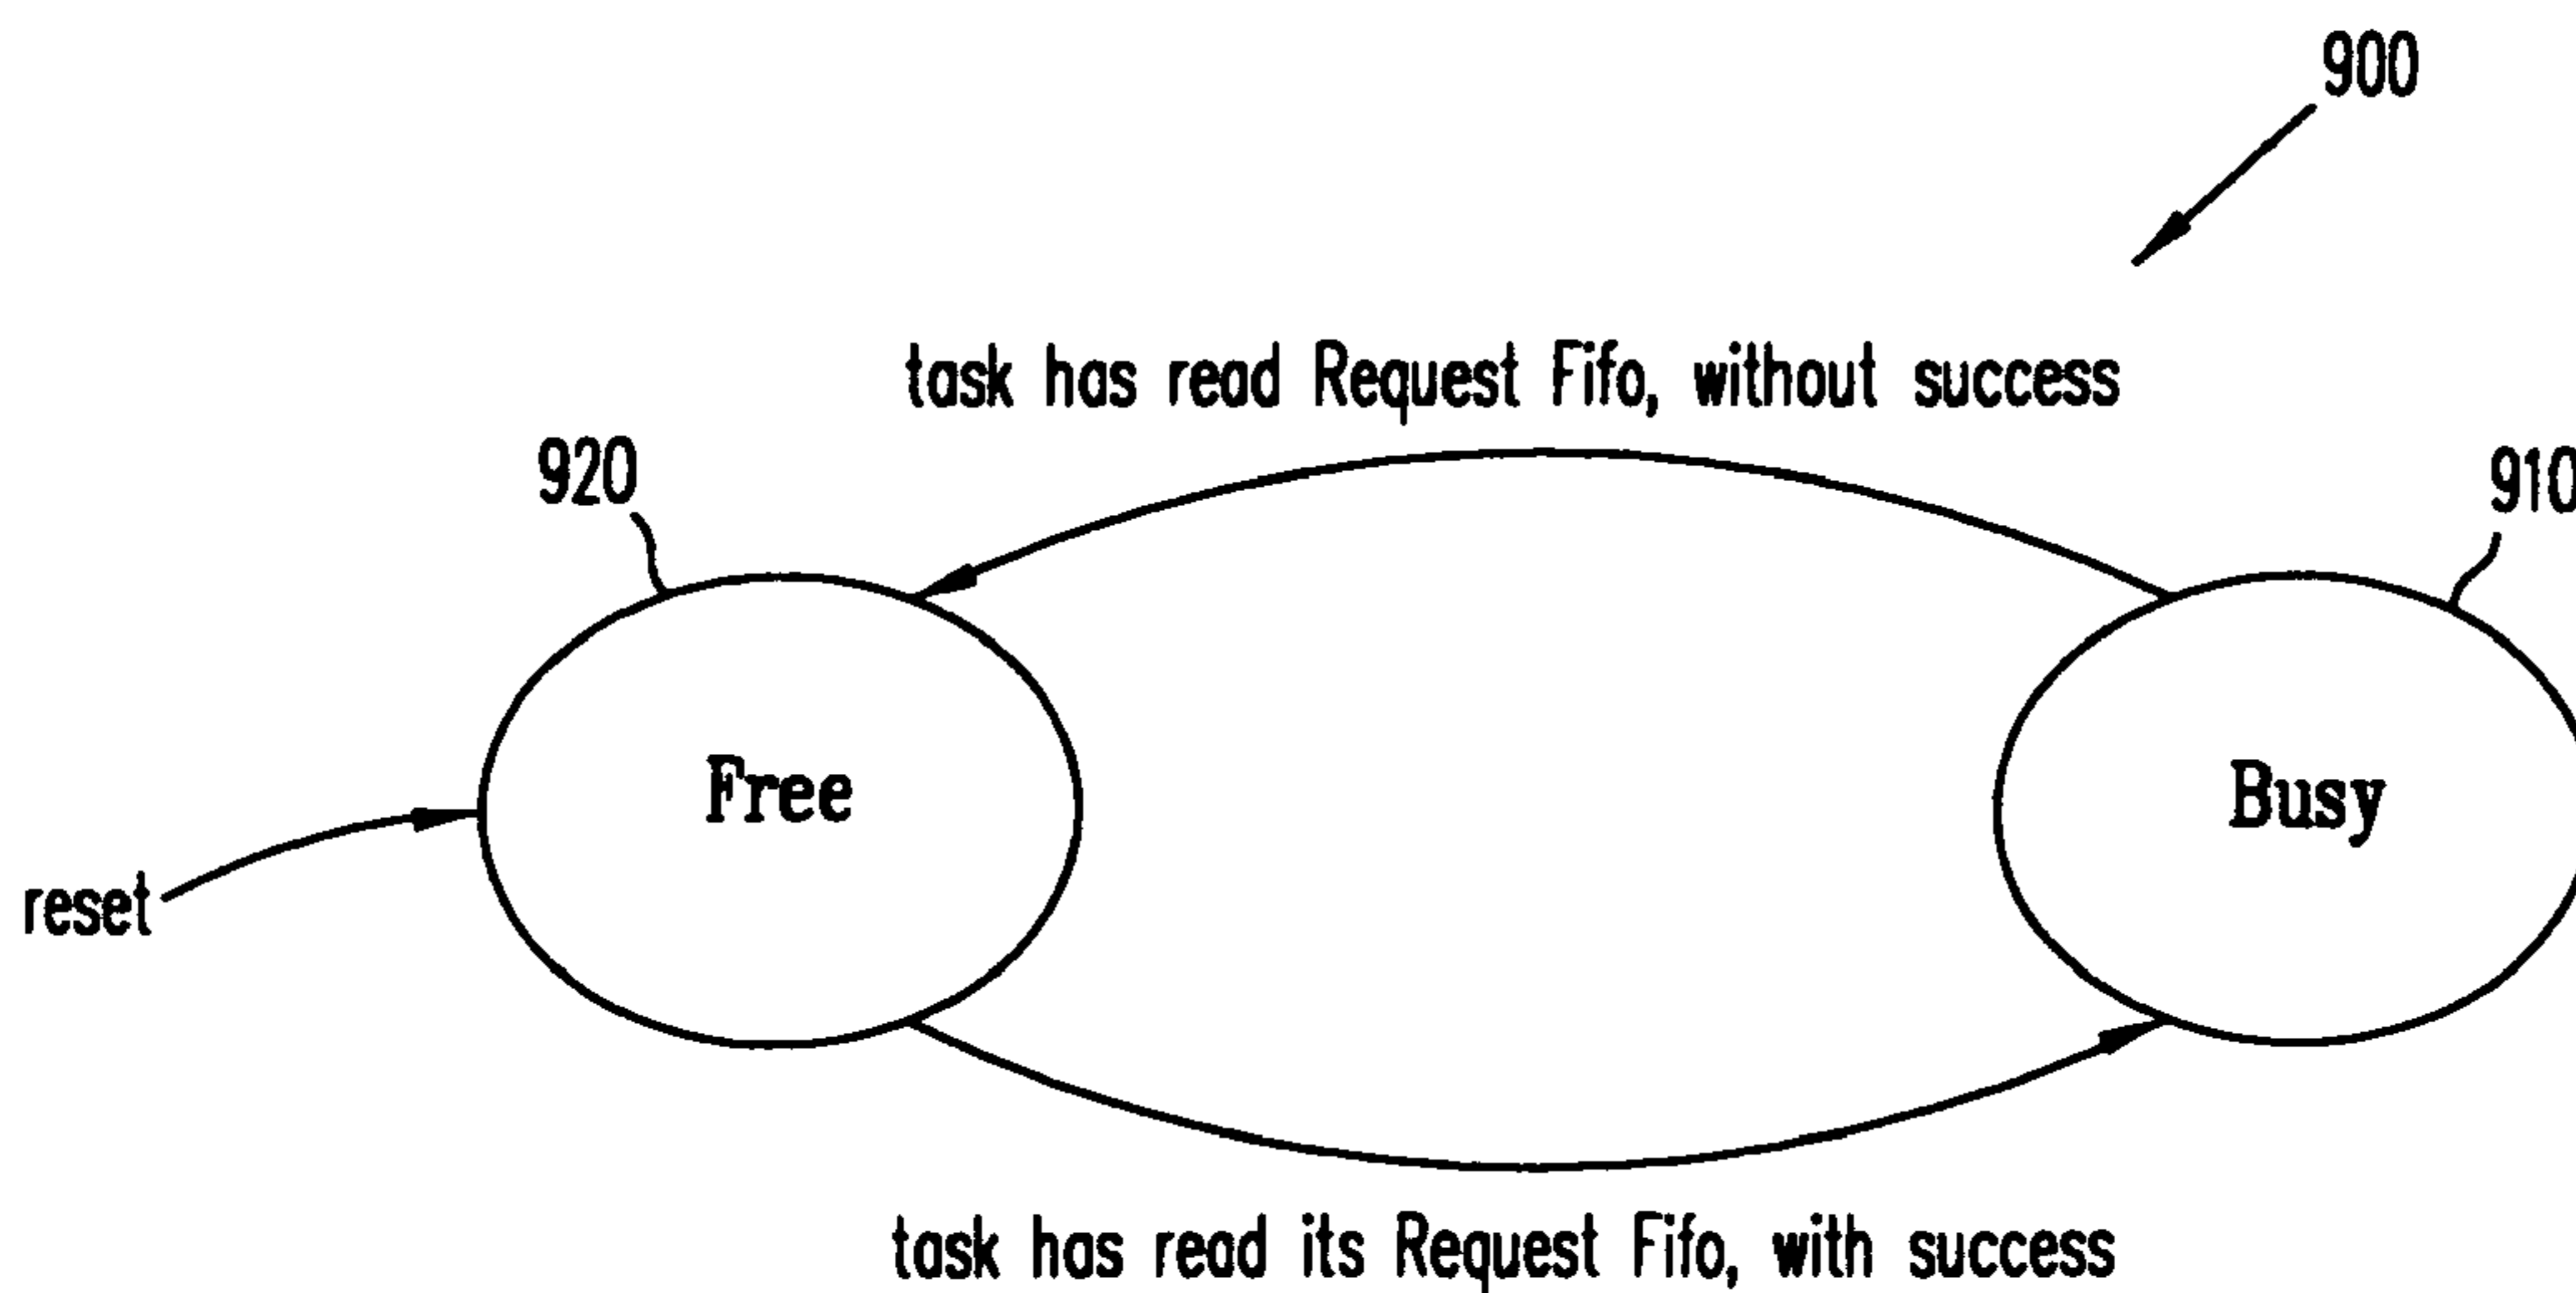 900
task has read Request Fifo, without success
920
910
Free
Busy
reset
task has read its Request Fifo, with success